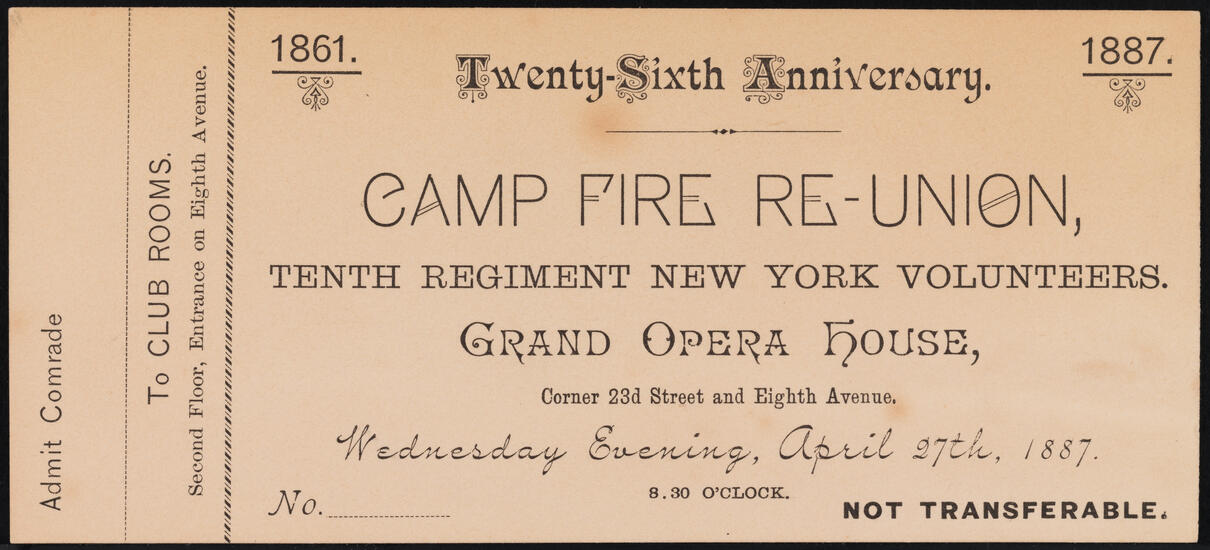 Admit Comrade
To CLUB ROOMS.
Second Floor, Entrance on Eighth Avenue.
1861.
1887.
Twenty-Sixth Anniversary.
CAMP FIRE RE-UNION,
TENTH REGIMENT NEW YORK VOLUNTEERS.
GRAND OPERA HOUSE,
Corner 23d Street and Eighth Avenue.
Wednesday Evening, April 27th, 1887.
8.30 O'CLOCK.
No.
NOT TRANSFERABLE.